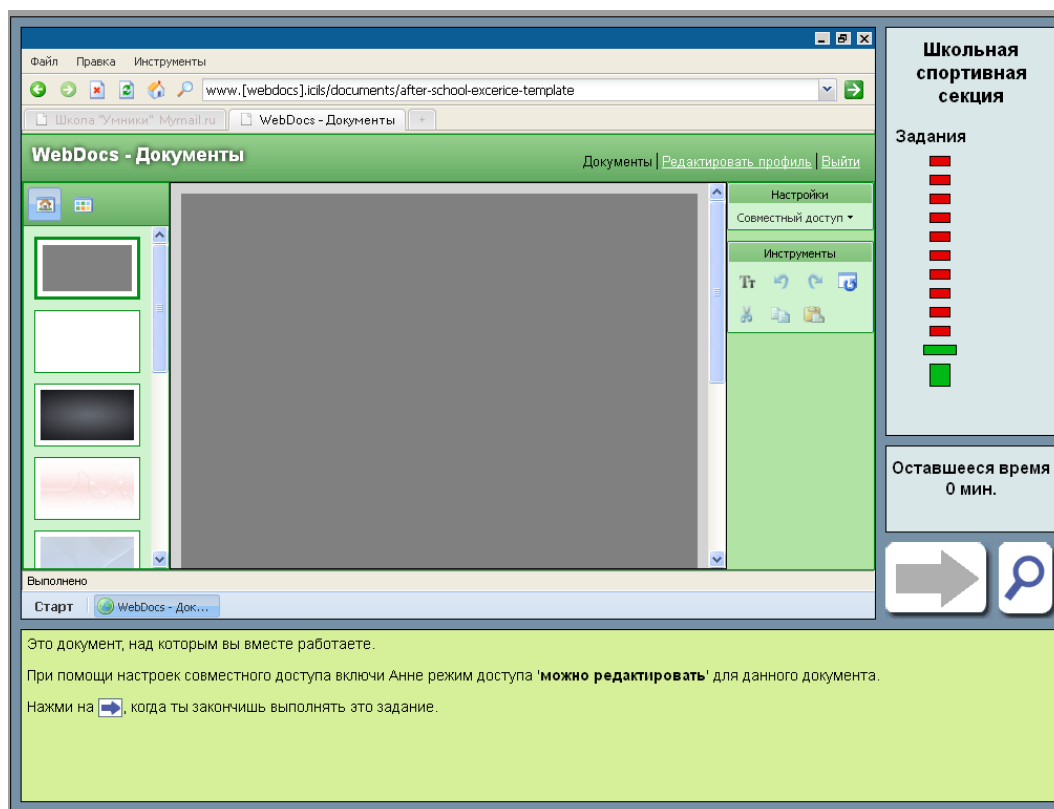 Файл Правка Инструменты
www.[webdocs].icils/documents/after-school-excerice-template
Школа "Умники" Mymail.ru
WebDocs - Документы
+
WebDocs - Документы
Документы | Редактировать профиль | Выйти
Настройки
Совместный доступ
Инструменты
Тт
Выполнено
Старт
WebDocs - Док...
Школьная
спортивная
секция
Задания
Оставшееся время
0 мин.
Это документ, над которым вы вместе работаете.
При помощи настроек совместного доступа включи Анне режим доступа 'можно редактировать' для данного документа.
Нажми на , когда ты закончишь выполнять это задание.